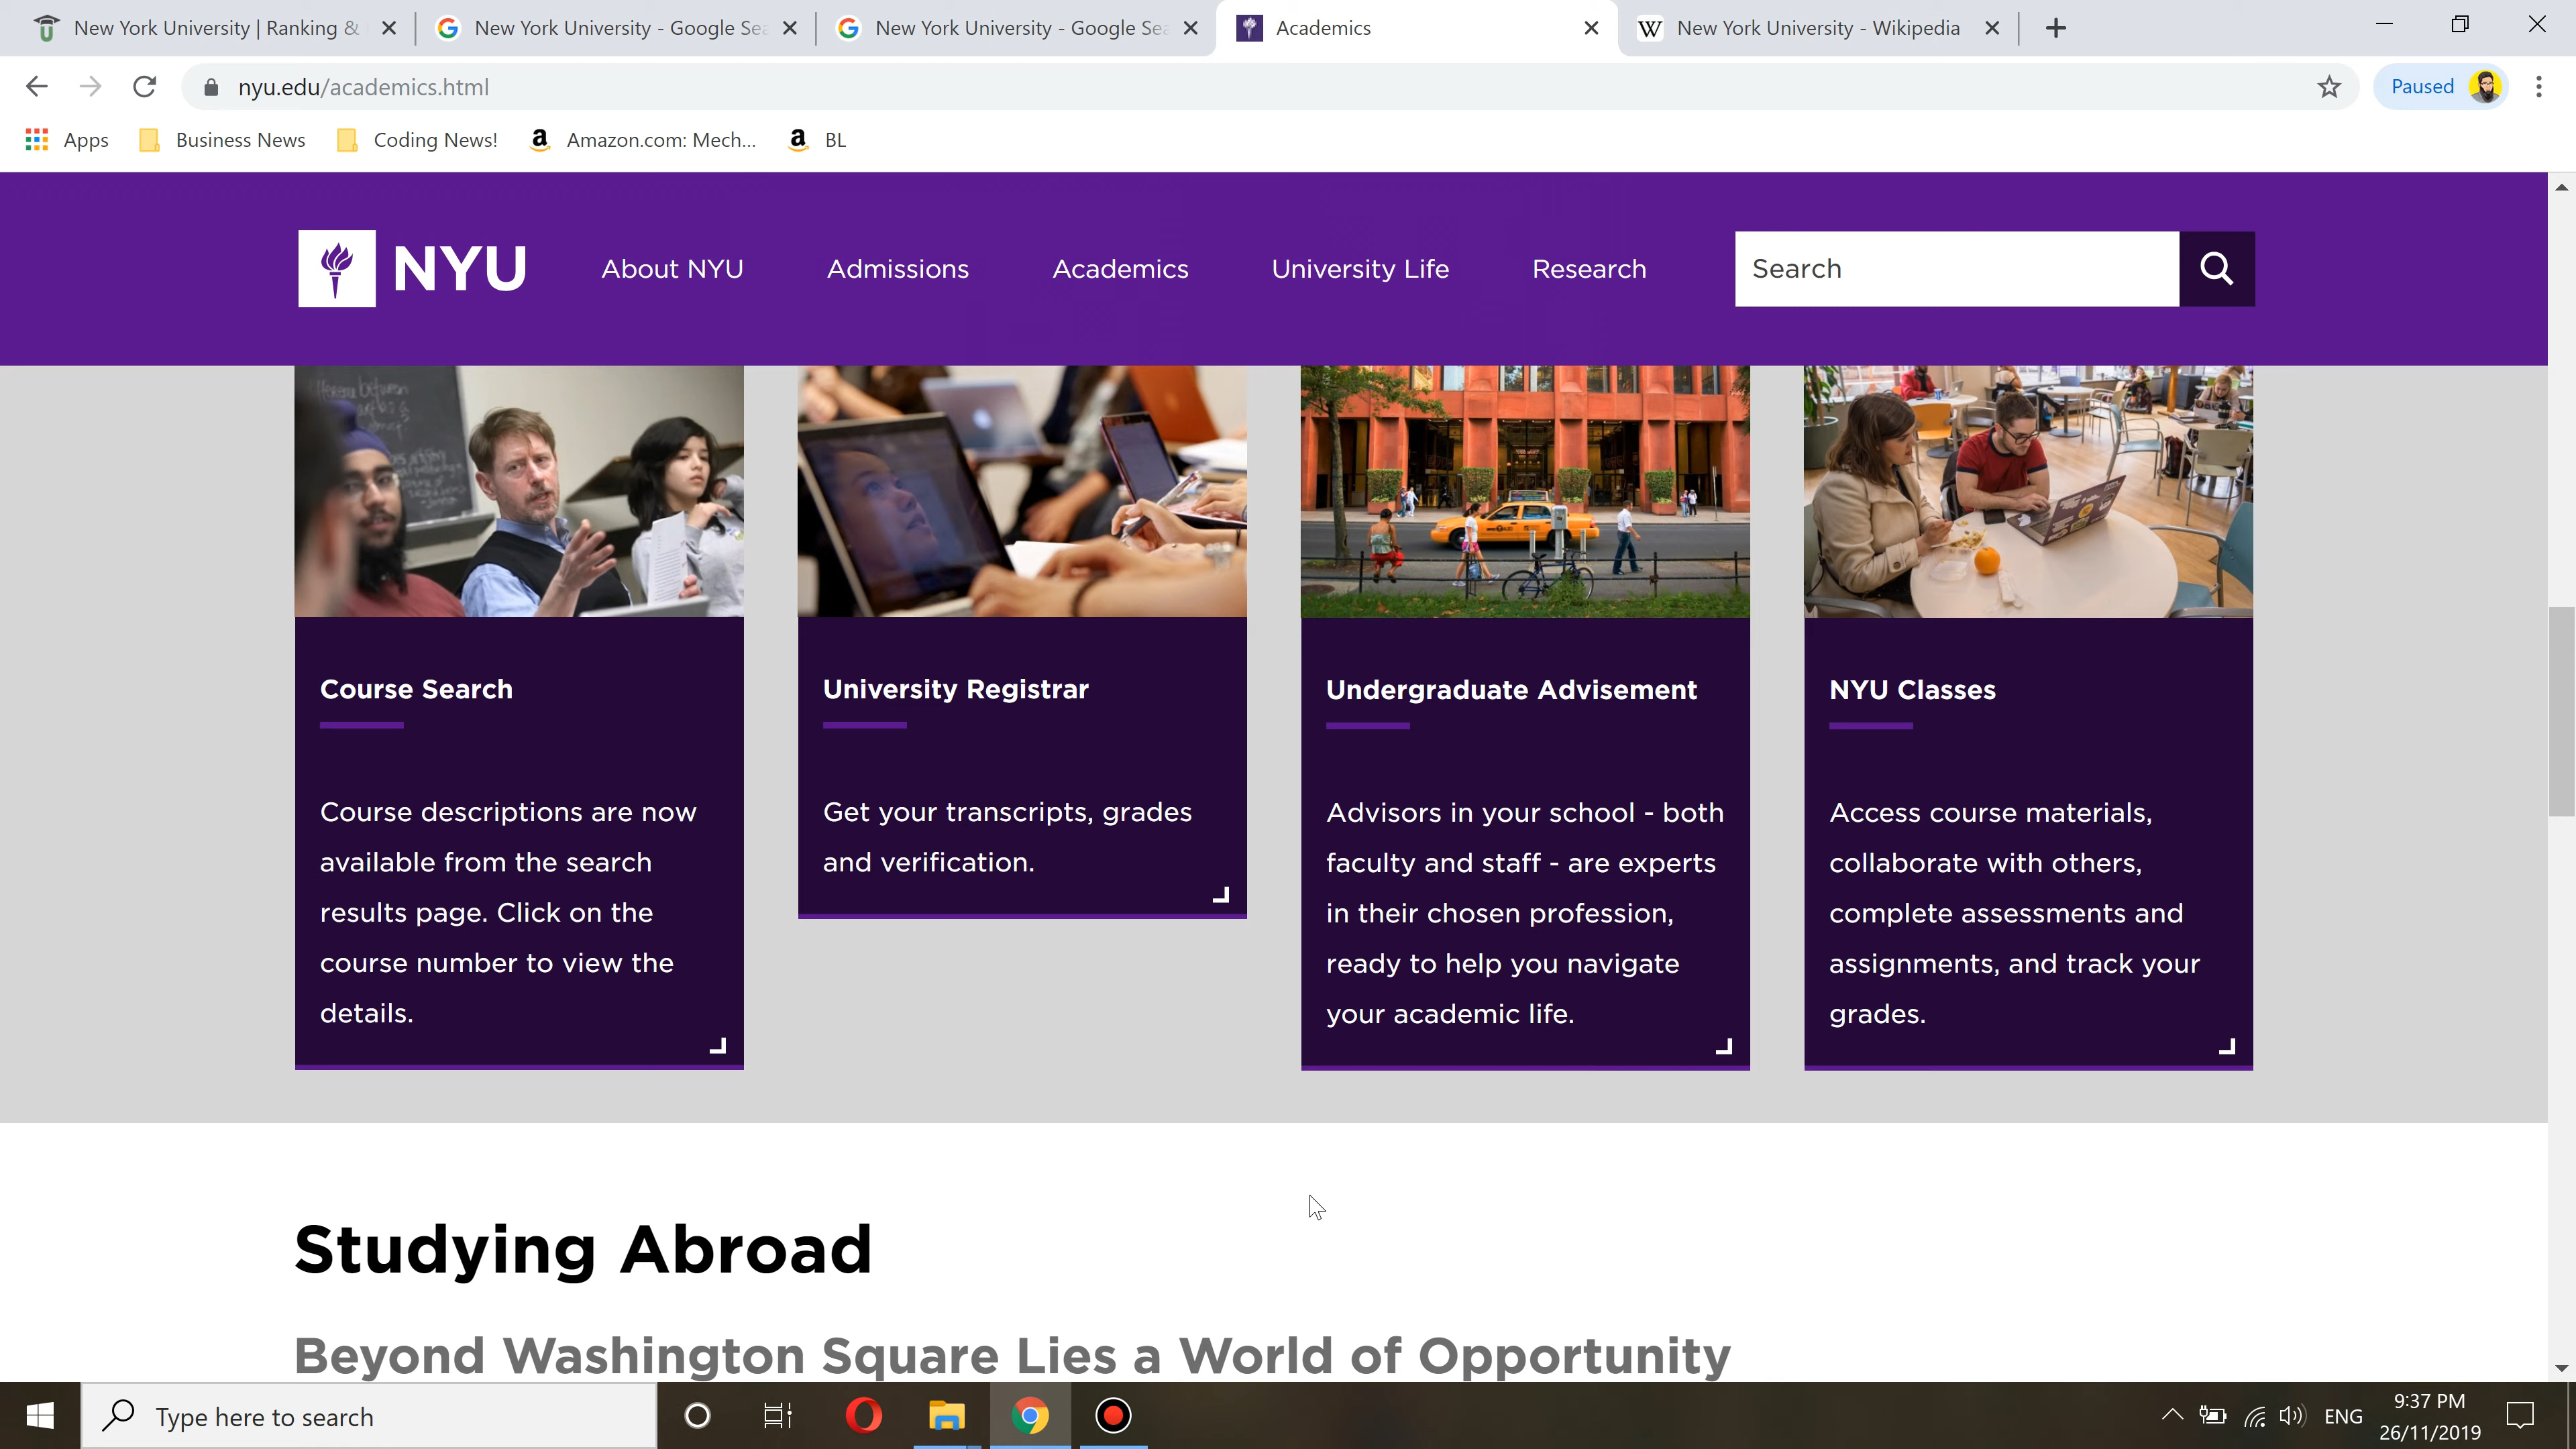 New York University | Ranking &
New York University - Google Sea
New York University - Google Sea
Academics
New York University - Wikipedia
nyu.edu/academics.html
Paused
Apps
Business News
Coding News!
Amazon.com: Mech...
BL
NYU
About NYU
Admissions
Academics
University Life
Research
Search
Course Search
Course descriptions are now
available from the search
results page. Click on the
course number to view the
details.
University Registrar
Get your transcripts, grades
and verification.
Undergraduate Advisement
Advisors in your school - both
faculty and staff - are experts
in their chosen profession,
ready to help you navigate
your academic life.
NYU Classes
Access course materials,
collaborate with others,
complete assessments and
assignments, and track your
grades.
Studying Abroad
Beyond Washington Square Lies a World of Opportunity
Type here to search
ENG
9:37 PM
26/11/2019